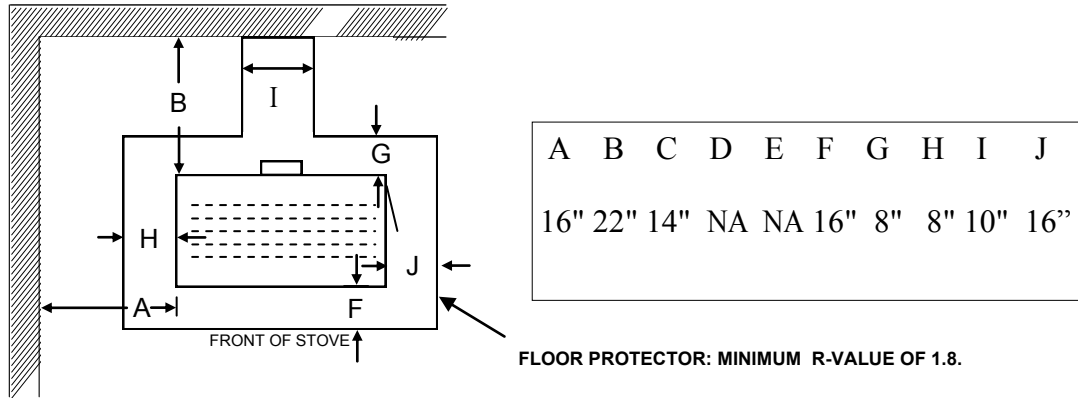 B
I
G
H
J
A
F
FRONT OF STOVE
A B C D E F G H I J
16" 22" 14" NA NA 16" 8" 8" 10" 16”
FLOOR PROTECTOR: MINIMUM R-VALUE OF 1.8.